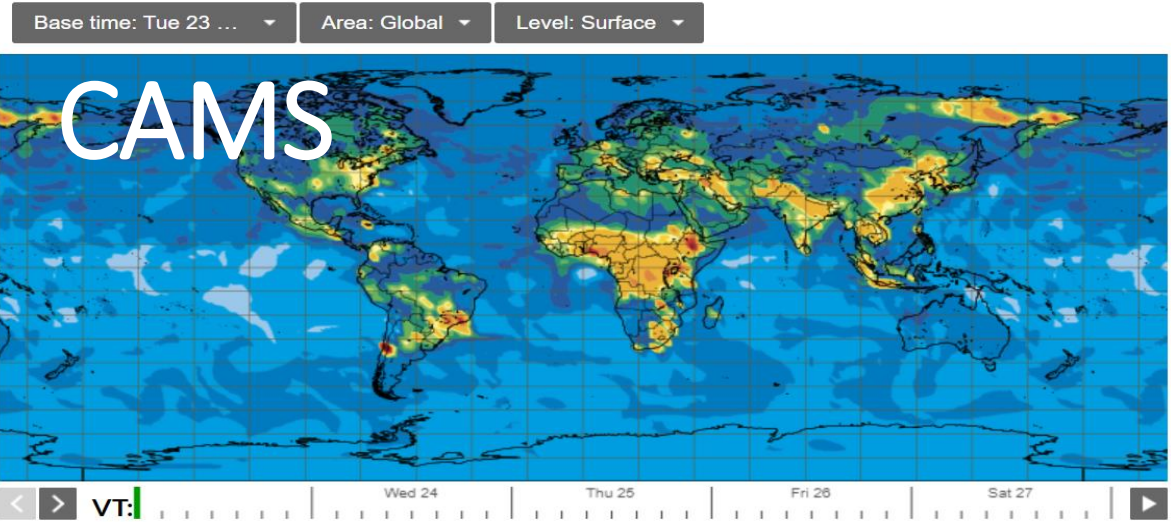 Base time: Tue 23 ... Area: Global Level: Surface
CAMS
VT: Wed 24 Thu 25 Fri 26 Sat 27